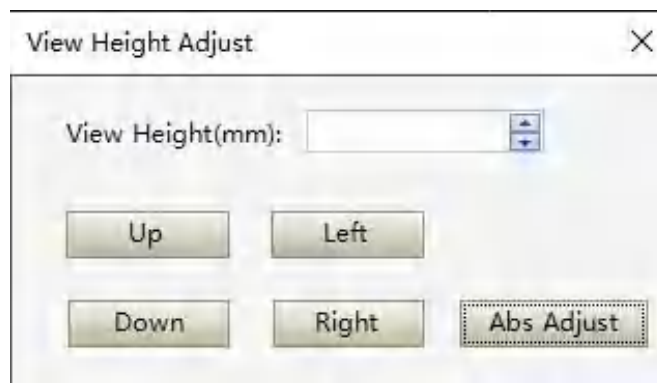 View Height Adjust
View Height(mm):
Up Left
Down Right Abs Adjust